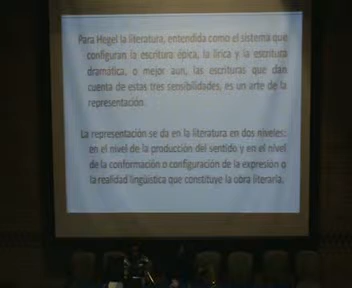 Para Hegel la literatura, entendida como el sistema que
configuran la escritura épica, la lírica y la escritura
dramática, o mejor aun, las escrituras que dan
cuenta de estas tres sensibilidades, es un arte de la
representación.
La representación se da en la literatura en dos niveles:
en el nivel de la producción del sentido y en el nivel
de la conformación o configuración de la expresión o
la realidad lingüística que constituye la obra literaria.